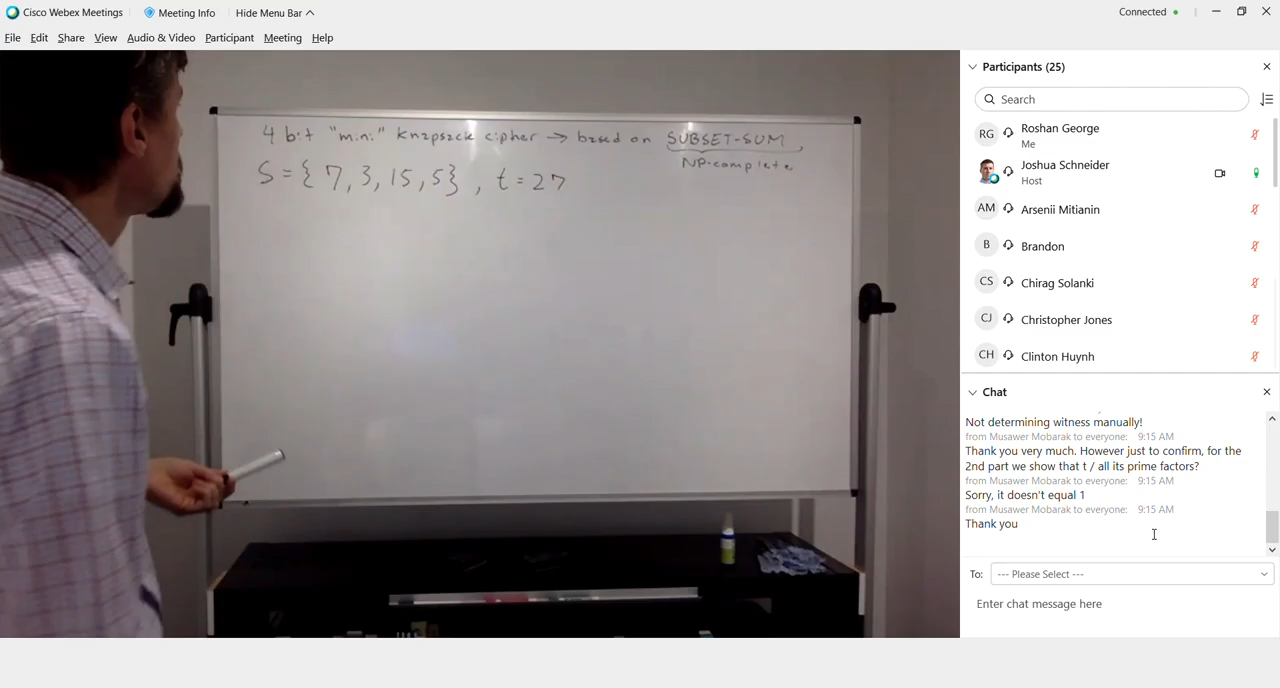 Cisco Webex Meetings Meeting Info Hide Menu Bar Connected
File Edit Share View Audio & Video Participant Meeting Help
4 bit "mini" knapsack cipher → based on SUBSET-SUM,
NP-complete
S = { 7, 3, 15, 5} , t = 27
Participants (25)
Search
RG Roshan George
Me
Joshua Schneider
Host
AM Arsenii Mitianin
B Brandon
CS Chirag Solanki
CJ Christopher Jones
CH Clinton Huynh
Chat
Not determining witness manually!
from Musawer Mobarak to everyone: 9:15 AM
Thank you very much. However just to confirm, for the
2nd part we show that t / all its prime factors?
from Musawer Mobarak to everyone: 9:15 AM
Sorry, it doesn't equal 1
from Musawer Mobarak to everyone: 9:15 AM
Thank you
To: --- Please Select ---
Enter chat message here